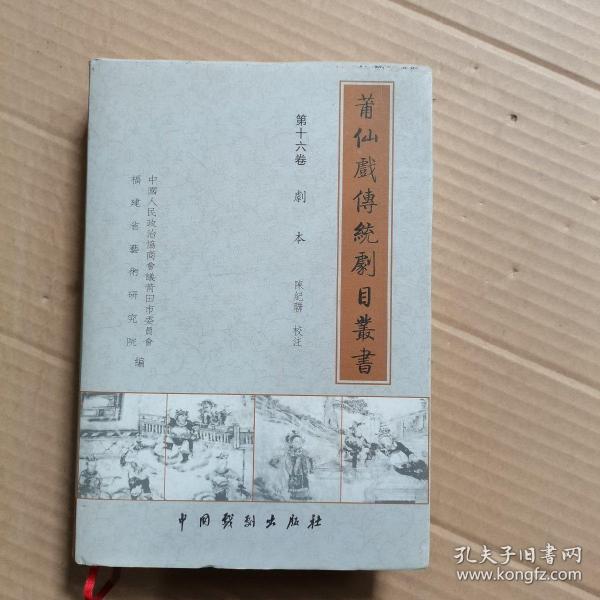 莆仙戲傳統劇目叢書
第十六卷 劇本
陳紀聯 校注
中國人民政治協商會議莆田市委員會
福建省藝術研究院 編
中国戏剧出版社
孔夫子旧书网
www.kongfz.com